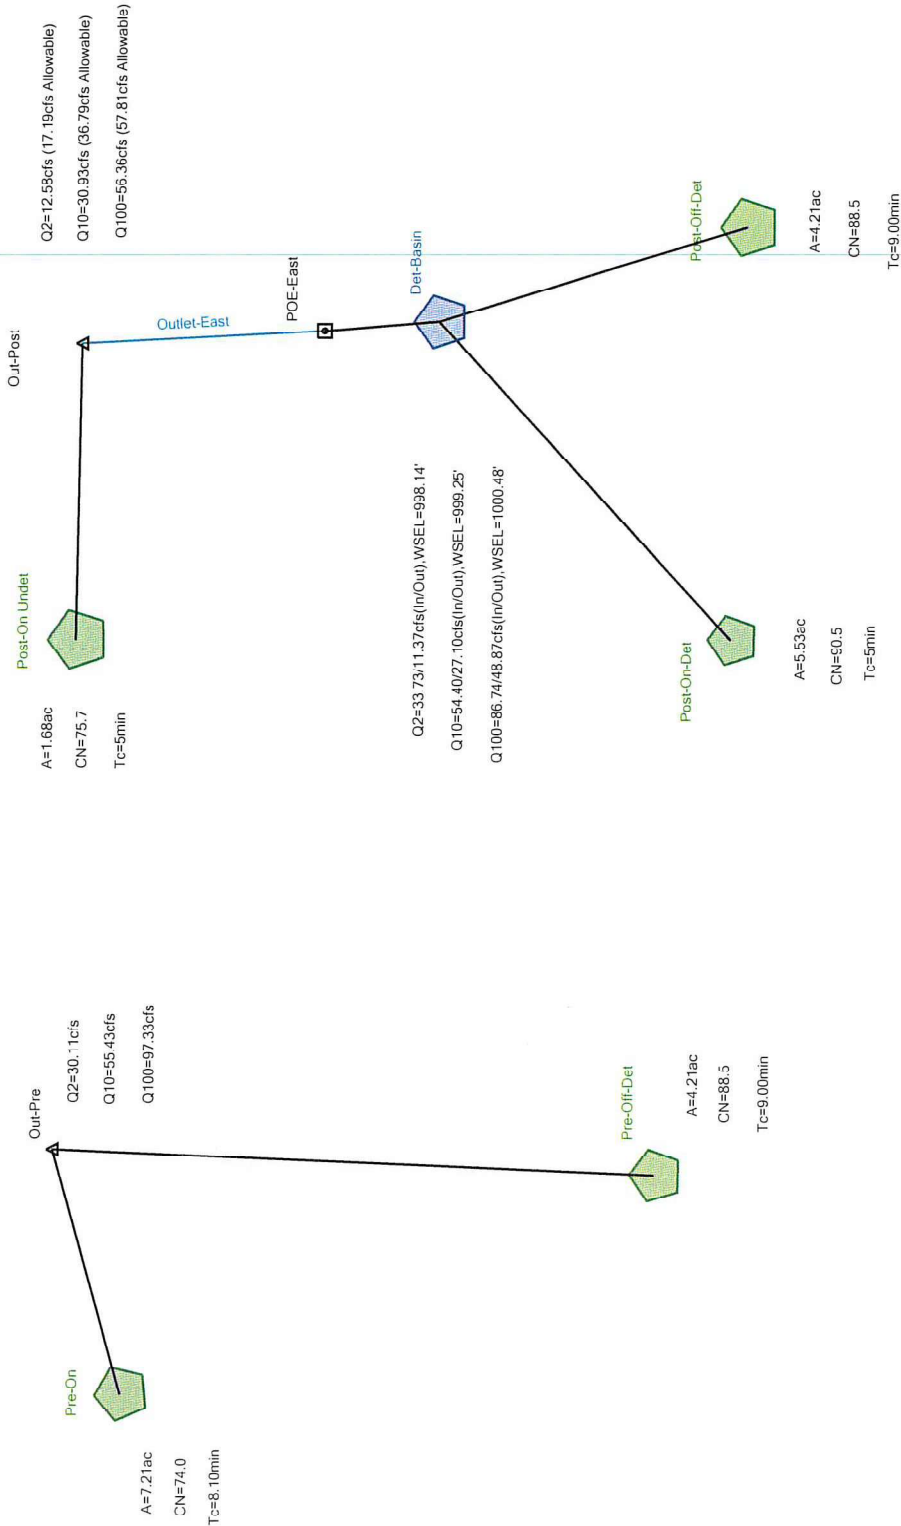 Pre-On
A=7.21ac
CN=74.0
Tc=8.10min
Out-Pre
Q2=30.11cfs
Q10=55.43cfs
Q100=97.33cfs
Pre-Off-Det
A=4.21ac
CN=88.5
Tc=9.00min
Post-On Undet
A=1.68ac
CN=75.7
Tc=5min
Out-Post
Q2=12.58cfs (17.19cfs Allowable)
Q10=30.93cfs (36.79cfs Allowable)
Q100=56.36cfs (57.81cfs Allowable)
Outlet-East
POE-East
Det-Basin
Q2=33.73/11.37cfs(In/Out),WSEL=998.14'
Q10=54.40/27.10cfs(In/Out),WSEL=999.25'
Q100=86.74/48.87cfs(In/Out),WSEL=1000.48'
Post-On-Det
A=5.53ac
CN=90.5
Tc=5min
Post-Off-Det
A=4.21ac
CN=88.5
Tc=9.00min